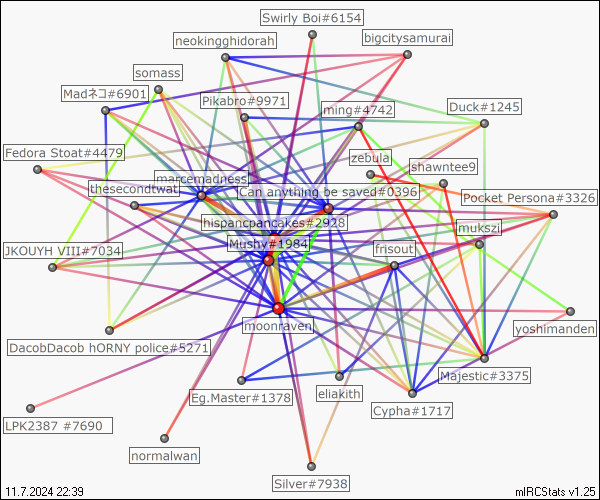 Swirly Boi#6154
neokingghidorah
bigcitysamurai
somass
Madネコ#6901
Pikabro#9971
ming#4742
Duck#1245
Fedora Stoat#4479
zebula
shawntee9
marcemadness
thesecondtwat
Can anything be saved#0396
Pocket Persona#3326
hispancpancakes#2928
mukszi
Mushy#1984
JKOUYH VIII#7034
frisout
moonraven
yoshimanden
DacobDacob hORNY police#5271
Majestic#3375
Eg.Master#1378
eliakith
Cypha#1717
LPK2387 #7690
normalwan
Silver#7938
11.7.2024 22:39
mIRCStats v1.25